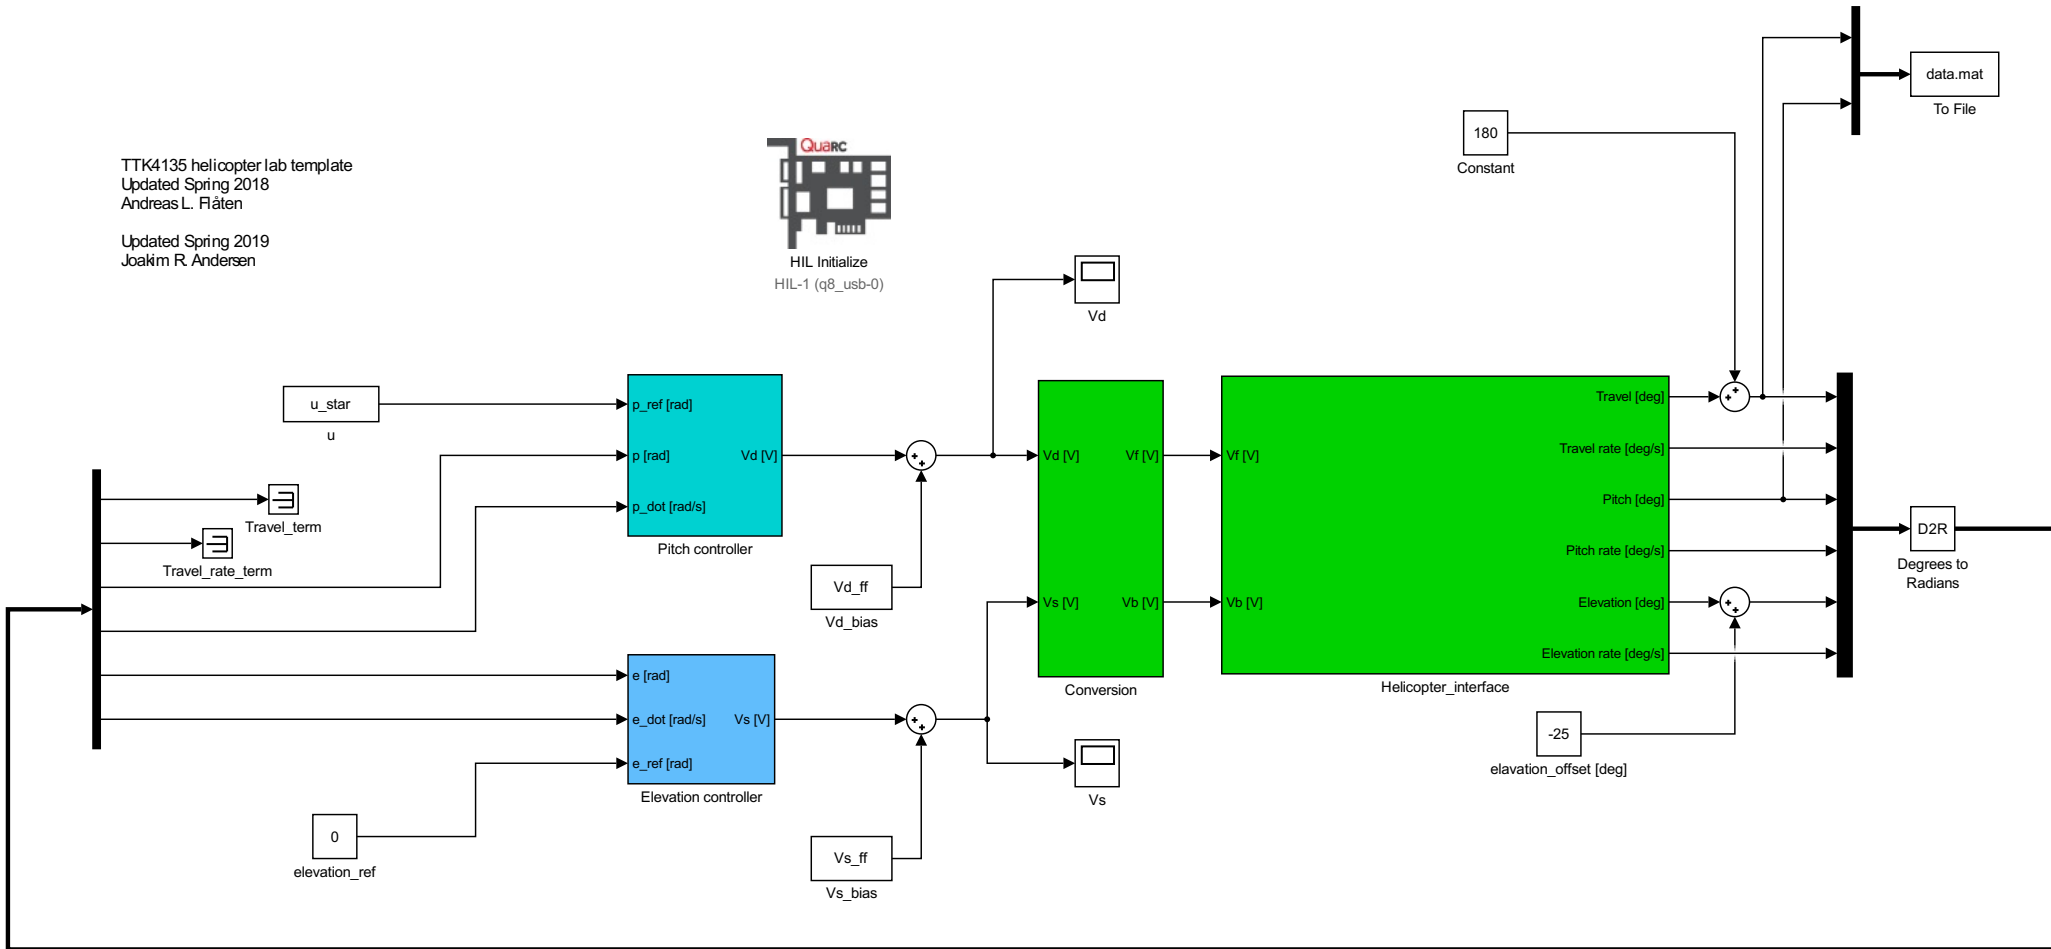 data.mat
To File
180
Constant
QuaRC
TTK4135 helicopter lab template
Updated Spring 2018
Andreas L. Flåten
Updated Spring 2019
Joakim R. Andersen
HIL Initialize
HIL-1 (q8_usb-0)
Vd
u_star
u
p_ref [rad]
p [rad]
Vd [V]
p_dot [rad/s]
Pitch controller
Vd [V]
Vf [V]
Vs [V]
Vb [V]
Conversion
Vf [V]
Vb [V]
Travel [deg]
Travel rate [deg/s]
Pitch [deg]
Pitch rate [deg/s]
Elevation [deg]
Elevation rate [deg/s]
Helicopter_interface
D2R
Degrees to
Radians
Travel_term
Travel_rate_term
Vd_ff
Vd_bias
e [rad]
e_dot [rad/s]
Vs [V]
e_ref [rad]
Elevation controller
-25
elavation_offset [deg]
Vs
0
elevation_ref
Vs_ff
Vs_bias